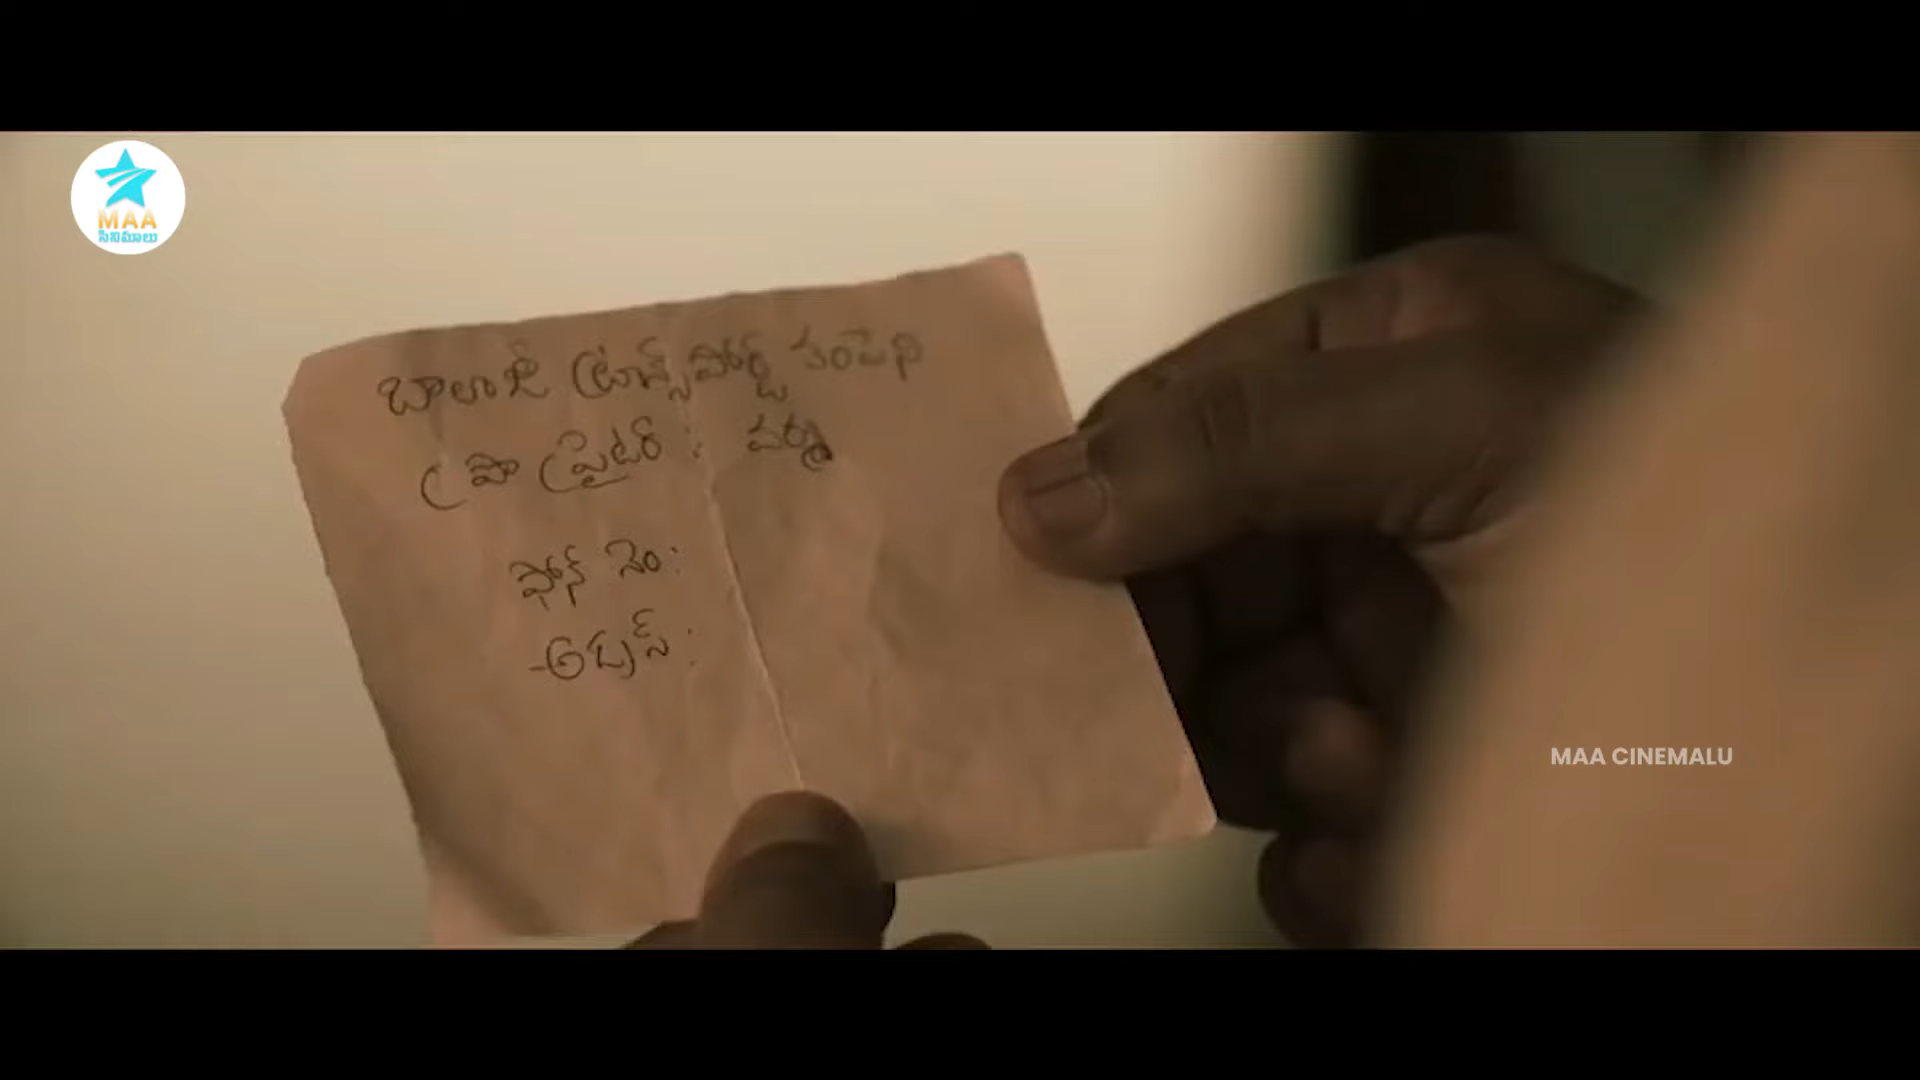 MAA
సినిమాలు
బాలాజీ ట్రాన్స్‌పోర్ట్ కంపెని
ప్రొప్రైటర్ : వర్మ
ఫోన్ నెం:
అడ్రస్ :
MAA CINEMALU